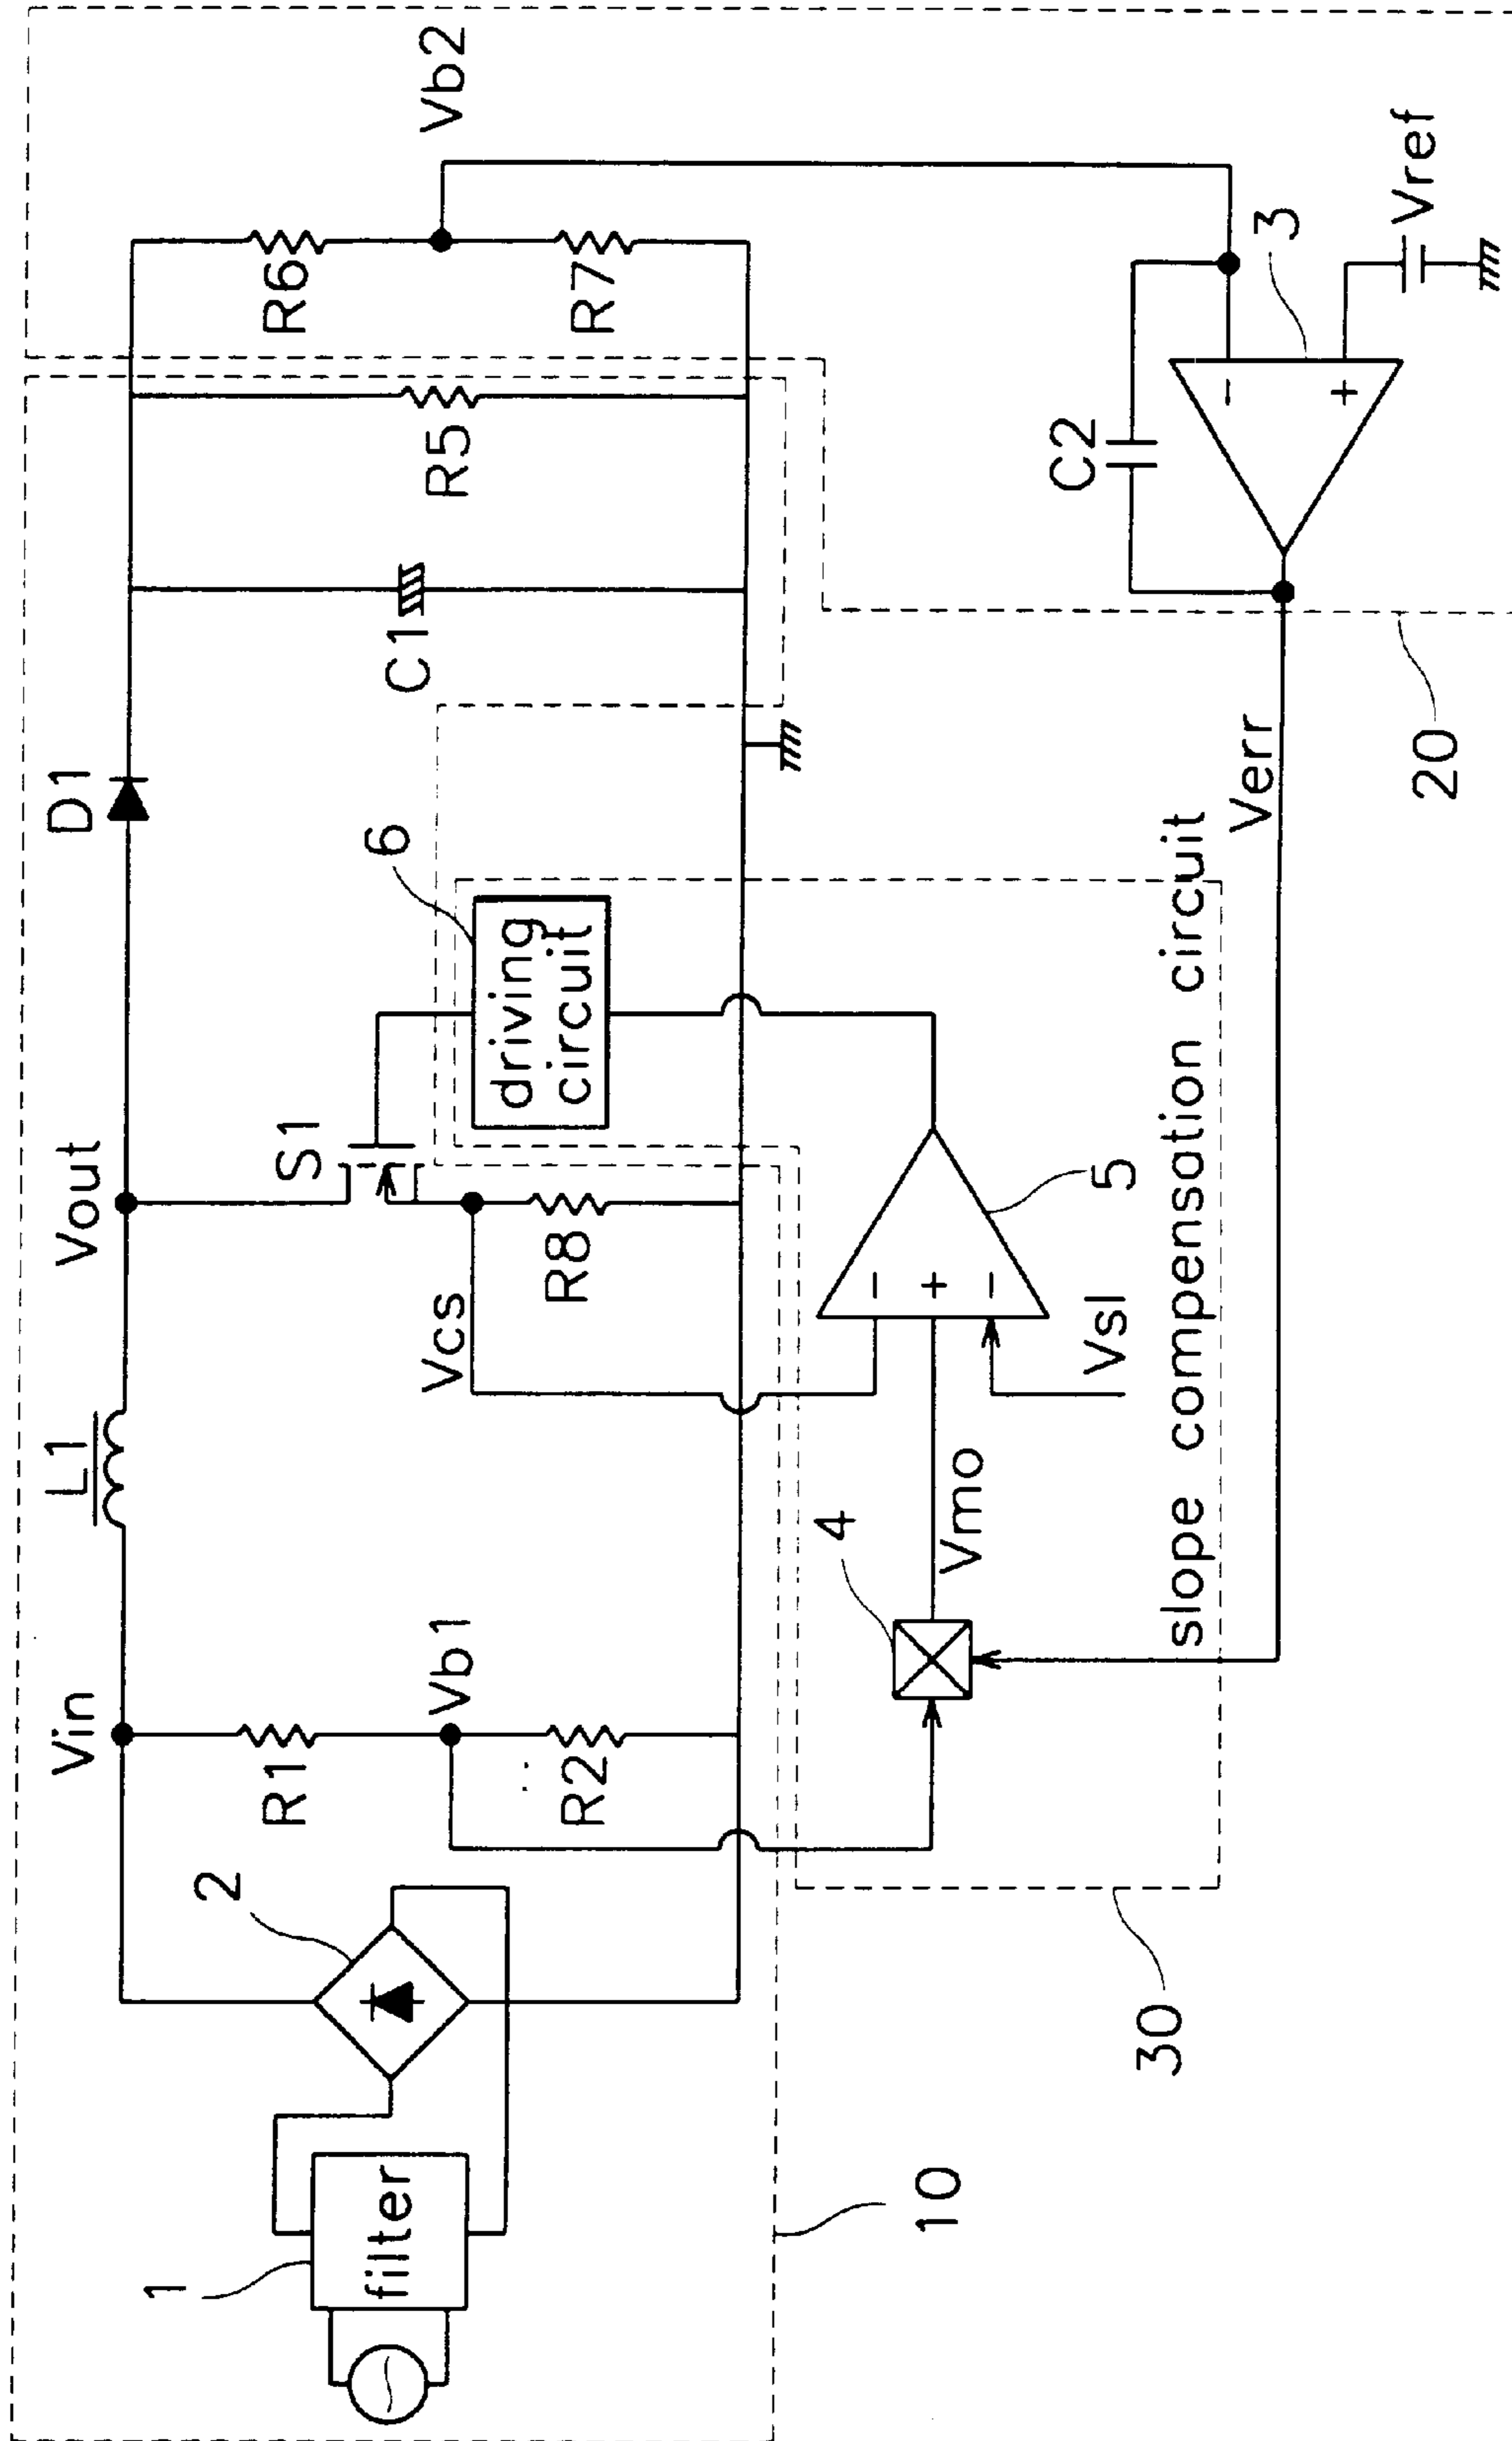 1
filter
2
Vin
R1
Vb1
R2
L1
Vout
S1
Vcs
R8
6
driving
circuit
D1
C1
R5
R6
R7
Vb2
10
4
Vmo
5
Vsl
slope compensation circuit
30
Verr
C2
3
Vref
20